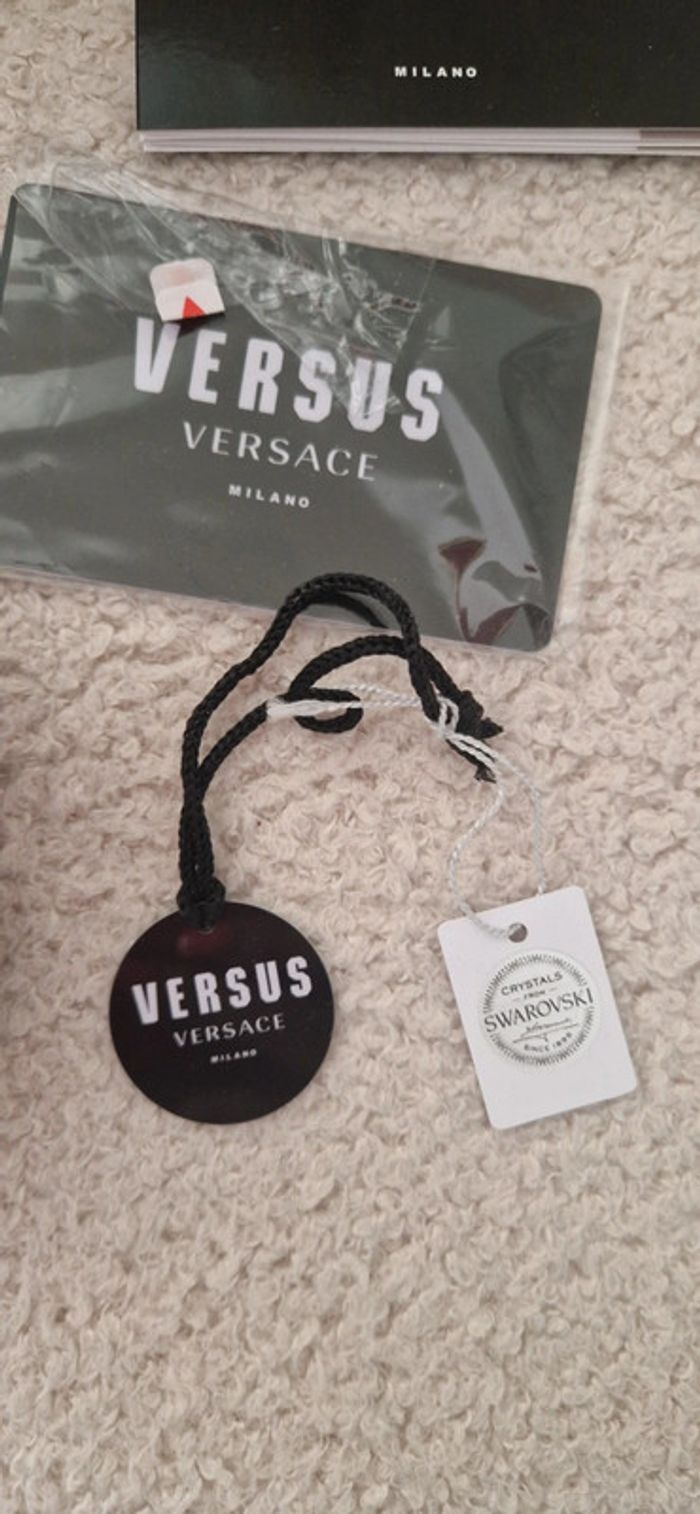 MILANO
VERSUS
VERSACE
MILANO
VERSUS
VERSACE
MILANO
CRYSTALS
FROM
SWAROVSKI
SINCE 1895